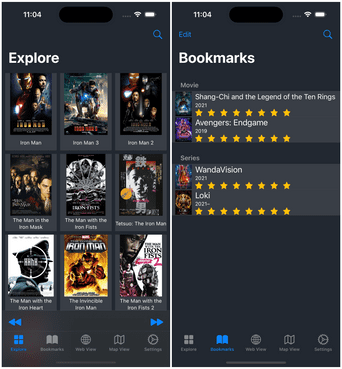 11:04
Explore
Iron Man
Iron Man 3
Iron Man 2
The Man in the
Iron Mask
The Man with the
Iron Fists
Tetsuo: The Iron Man
The Man with the
Iron Heart
The Invincible
Iron Man
The Man with the
Iron Fists 2
Explore
Bookmarks
Web View
Map View
Settings
11:04
Edit
Bookmarks
Movie
Shang-Chi and the Legend of the Ten Rings
2021
Avengers: Endgame
2019
Series
WandaVision
2021
Loki
2021–
Explore
Bookmarks
Web View
Map View
Settings